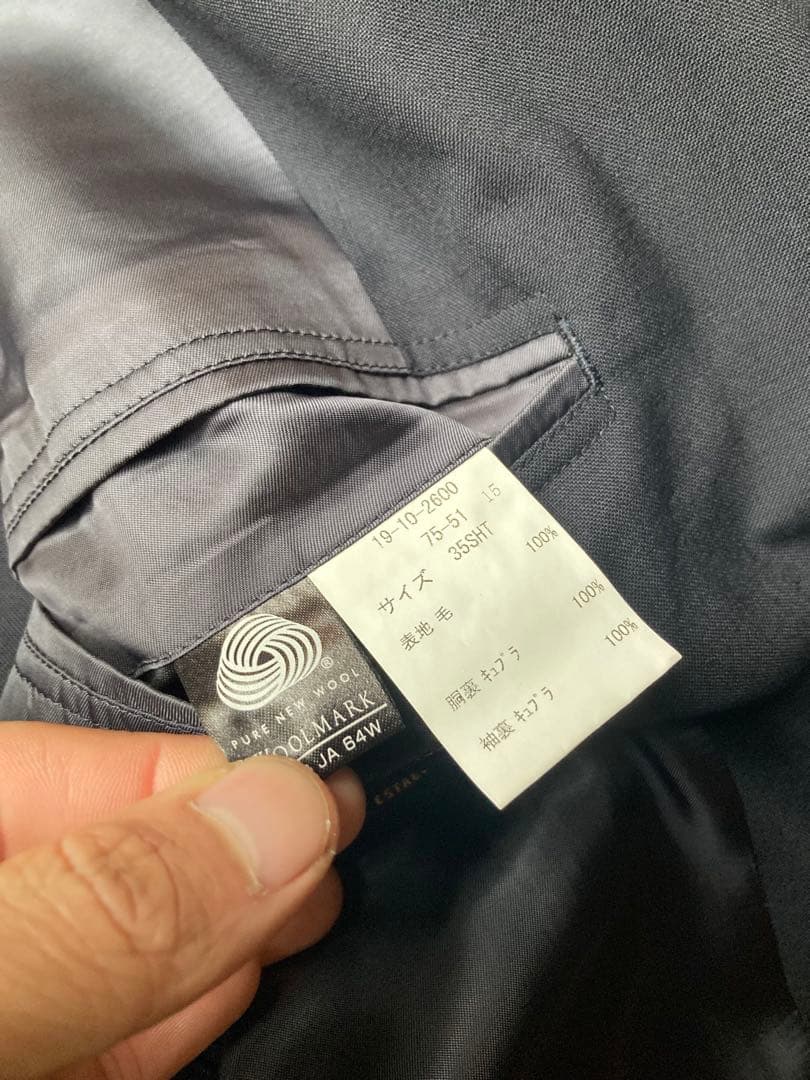 19-10-2600
75-51 15
サイズ 35SHT
表地 毛 100%
胴裏 キュプラ 100%
袖裏 キュプラ 100%
®
PURE NEW WOOL
WOOLMARK
JA 64W